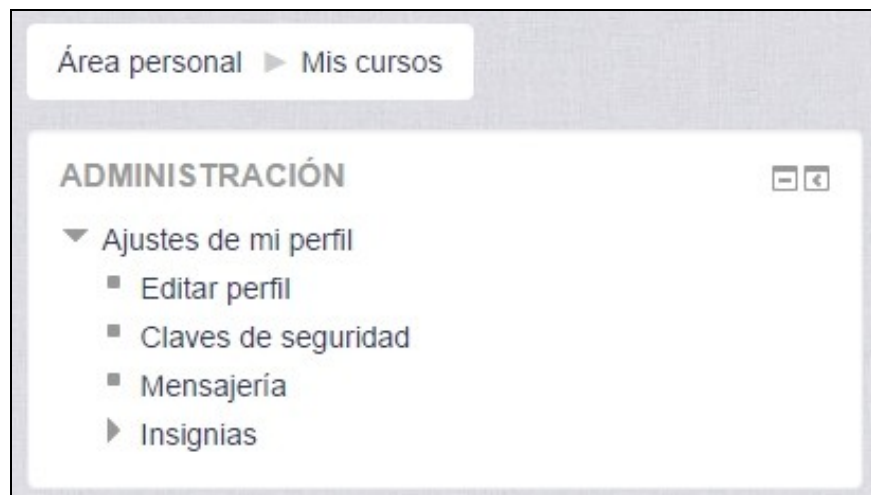 Área personal ▶ Mis cursos
ADMINISTRACIÓN
Ajustes de mi perfil
Editar perfil
Claves de seguridad
Mensajería
Insignias